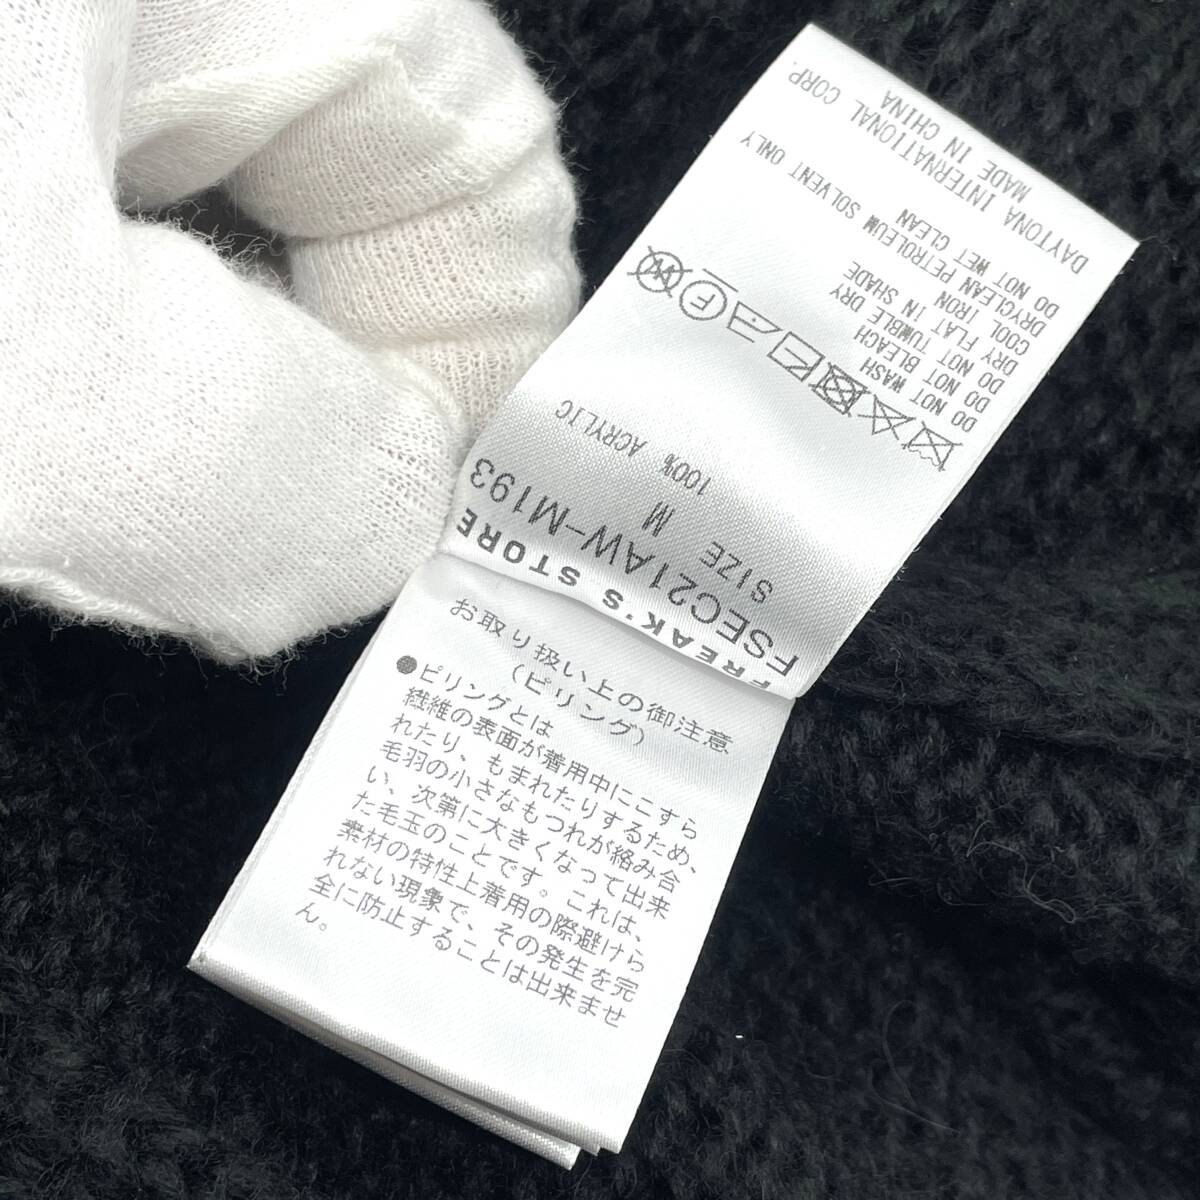 FREAK'S STORE
FSEC21AW-M193
SIZE M
100% ACRYLIC
DO NOT WASH
DO NOT BLEACH
DO NOT TUMBLE DRY
DRY FLAT IN SHADE
COOL IRON
DRYCLEAN PETROLEUM SOLVENT ONLY
DO NOT WET CLEAN
MADE IN CHINA
DAYTONA INTERNATIONAL CORP.
お取り扱い上の御注意
(ピリング)
●ピリングとは
繊維の表面が着用中にこすら
れたり、もまれたりするため、
毛羽の小さなもつれが絡み合
い、次第に大きくなって出来
た毛玉のことです。これは、
素材の特性上着用の際避けら
れない現象で、その発生を完
全に防止することは出来ませ
ん。